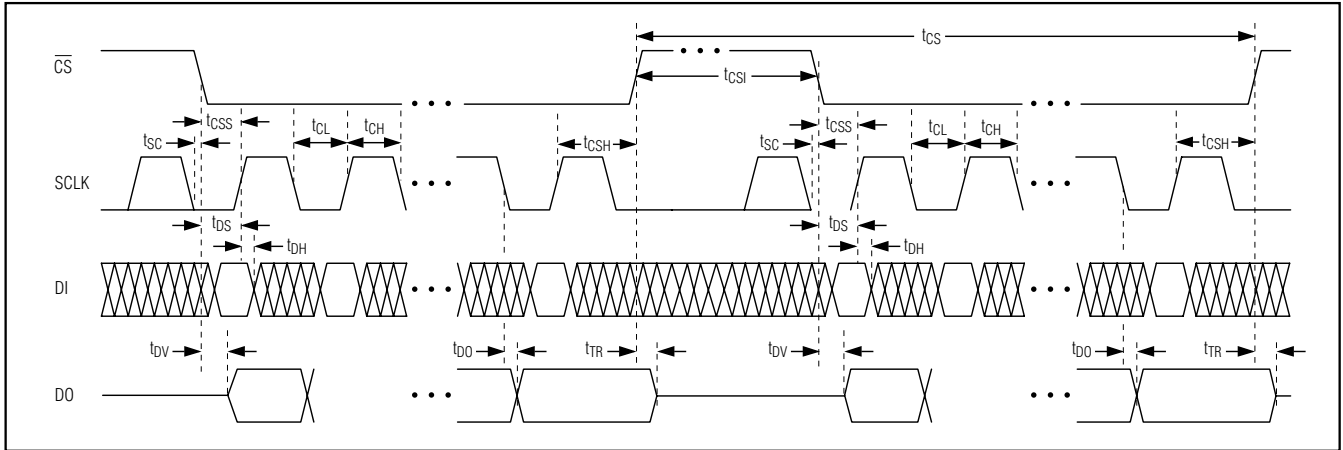 tCS
CS
tCSI
tCSS
tCL
tCH
tCSS
tCL
tCH
tSC
tCSH
tSC
tCSH
SCLK
tDS
tDS
tDH
tDH
DI
tDV
tDO
tTR
tDV
tDO
tTR
DO